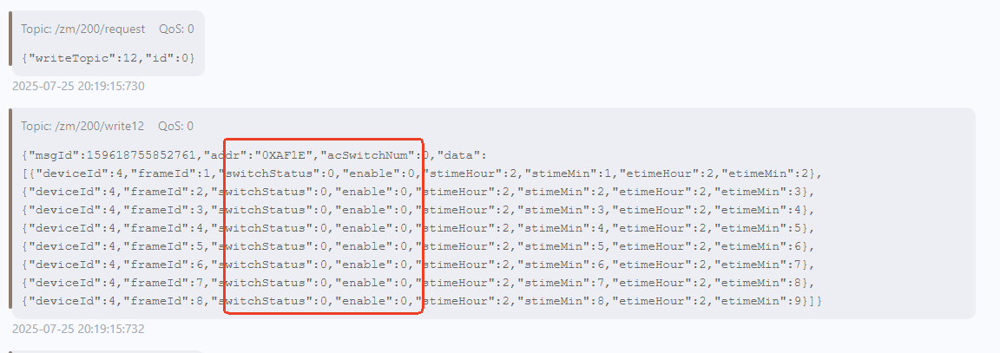 Topic: /zm/200/request QoS: 0
{"writeTopic":12,"id":0}
2025-07-25 20:19:15:730
Topic: /zm/200/write12 QoS: 0
{"msgId":159618755852761,"addr":"0XAF1E","acSwitchNum":0,"data":
[{"deviceId":4,"frameId":1,"switchStatus":0,"enable":0,"stimeHour":2,"stimeMin":1,"etimeHour":2,"etimeMin":2},
{"deviceId":4,"frameId":2,"switchStatus":0,"enable":0,"stimeHour":2,"stimeMin":2,"etimeHour":2,"etimeMin":3},
{"deviceId":4,"frameId":3,"switchStatus":0,"enable":0,"stimeHour":2,"stimeMin":3,"etimeHour":2,"etimeMin":4},
{"deviceId":4,"frameId":4,"switchStatus":0,"enable":0,"stimeHour":2,"stimeMin":4,"etimeHour":2,"etimeMin":5},
{"deviceId":4,"frameId":5,"switchStatus":0,"enable":0,"stimeHour":2,"stimeMin":5,"etimeHour":2,"etimeMin":6},
{"deviceId":4,"frameId":6,"switchStatus":0,"enable":0,"stimeHour":2,"stimeMin":6,"etimeHour":2,"etimeMin":7},
{"deviceId":4,"frameId":7,"switchStatus":0,"enable":0,"stimeHour":2,"stimeMin":7,"etimeHour":2,"etimeMin":8},
{"deviceId":4,"frameId":8,"switchStatus":0,"enable":0,"stimeHour":2,"stimeMin":8,"etimeHour":2,"etimeMin":9}]}
2025-07-25 20:19:15:732